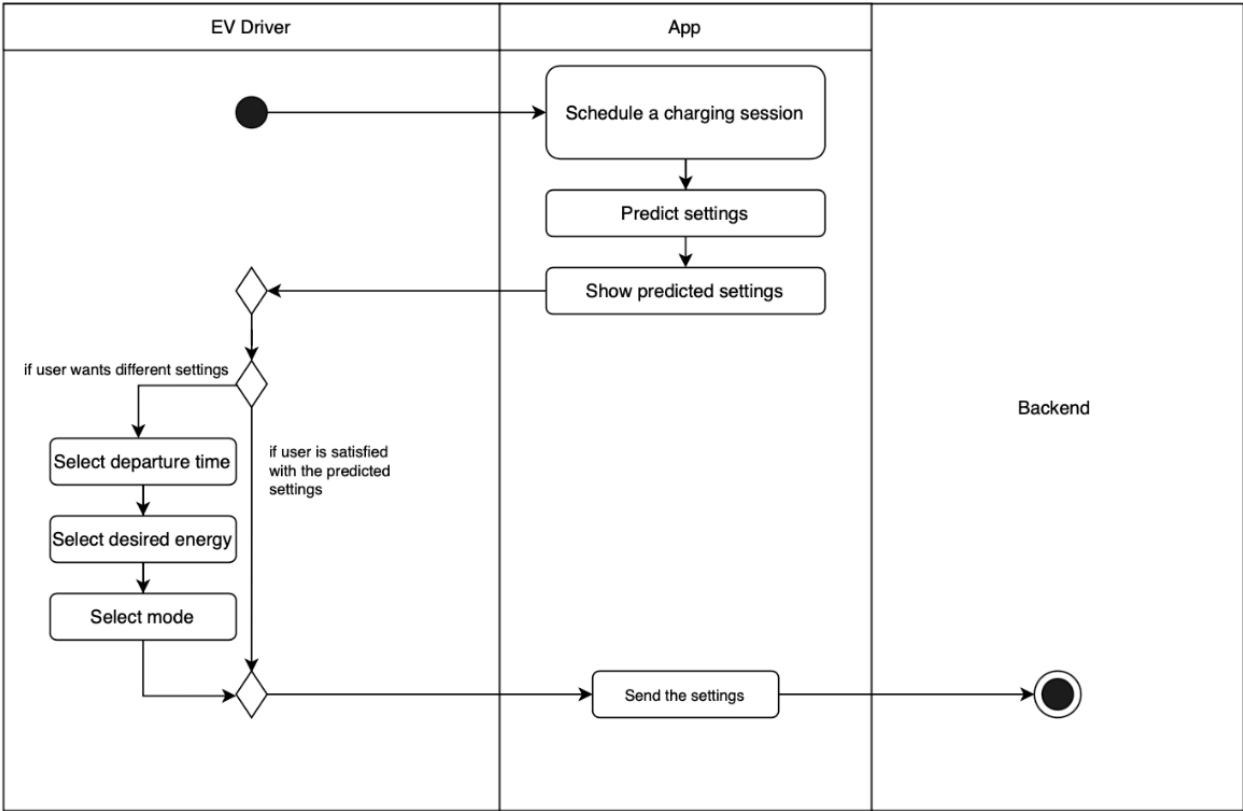 EV Driver
App
Schedule a charging session
Predict settings
Show predicted settings
if user wants different settings
Backend
Select departure time
if user is satisfied
with the predicted
settings
Select desired energy
Select mode
Send the settings